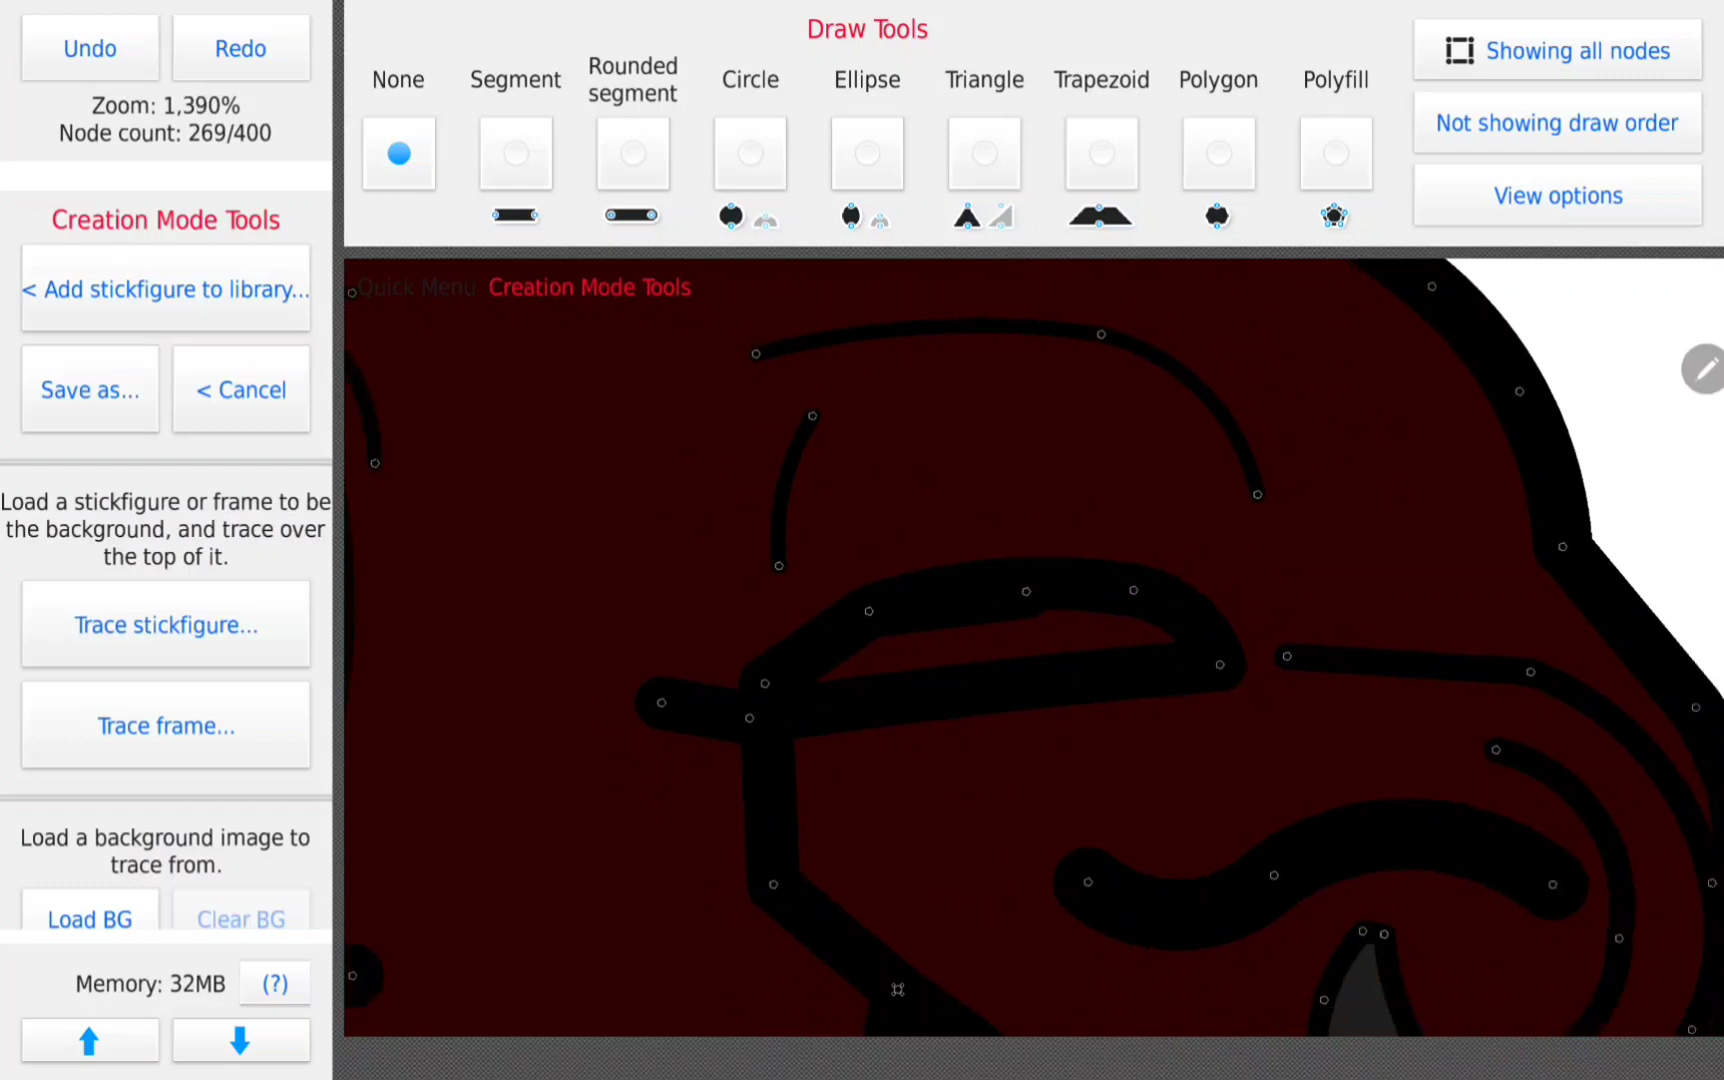 Undo
Redo
Zoom: 1,390%
Node count: 269/400
Creation Mode Tools
< Add stickfigure to library...
Save as...
< Cancel
Load a stickfigure or frame to be
the background, and trace over
the top of it.
Trace stickfigure...
Trace frame...
Load a background image to
trace from.
Load BG
Clear BG
Memory: 32MB
(?)
Draw Tools
None
Segment
Rounded
segment
Circle
Ellipse
Triangle
Trapezoid
Polygon
Polyfill
Showing all nodes
Not showing draw order
View options
Quick Menu
Creation Mode Tools